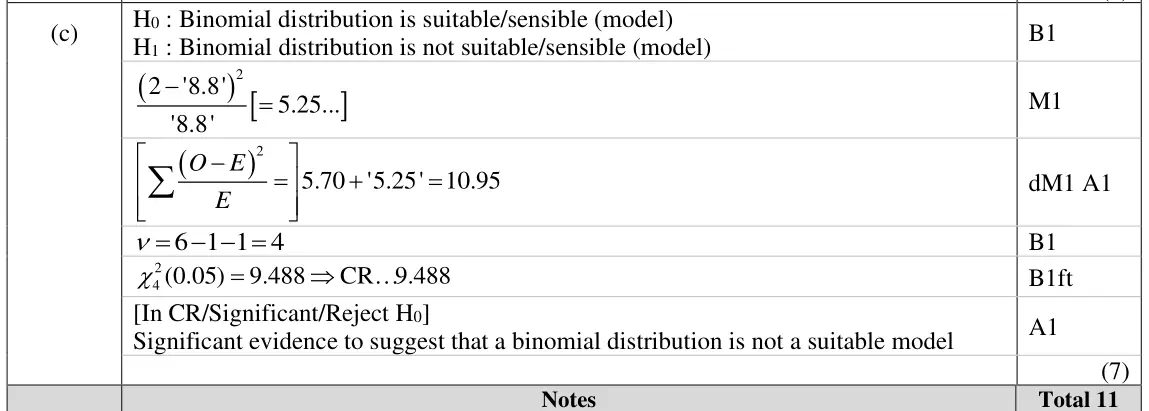 (c)
H₀ : Binomial distribution is suitable/sensible (model)
H₁ : Binomial distribution is not suitable/sensible (model)
B1
(2 − '8.8')² / '8.8' [= 5.25...]
M1
[∑ (O − E)² / E =] 5.70 + '5.25' = 10.95
dM1 A1
ν = 6 − 1 − 1 = 4
B1
χ₄²(0.05) = 9.488 ⇒ CR…9.488
B1ft
[In CR/Significant/Reject H₀]
Significant evidence to suggest that a binomial distribution is not a suitable model
A1
(7)
Notes Total 11